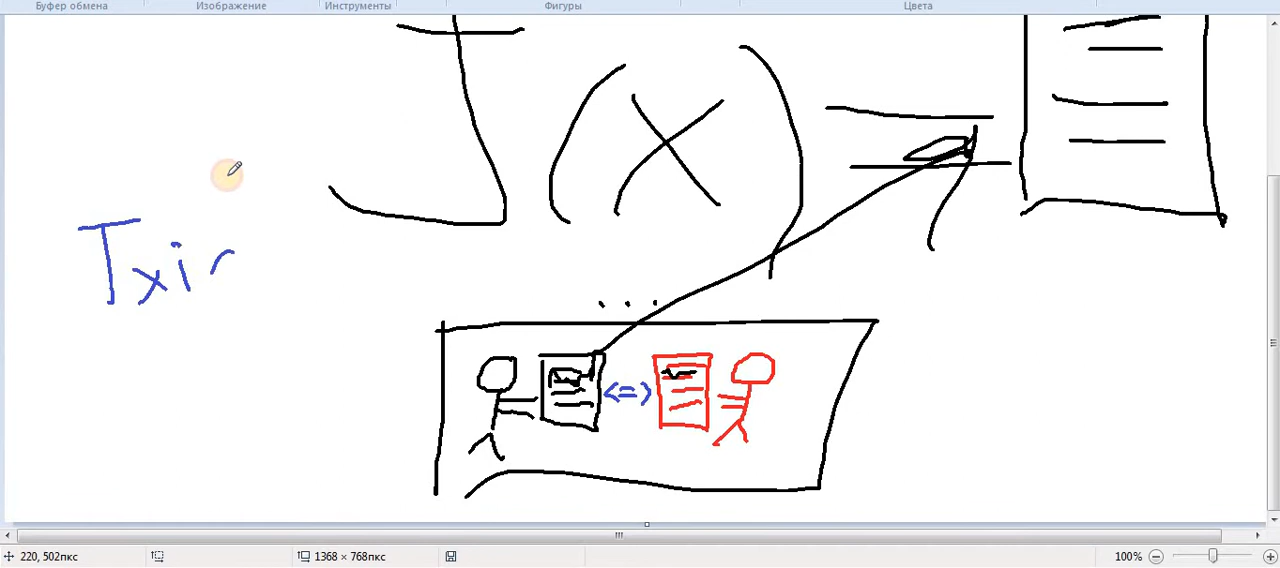 Буфер обмена Изображение Инструменты Фигуры Цвета
f(x) =
Txir
...
<=>
220, 502пкс 1368 × 768пкс 100%